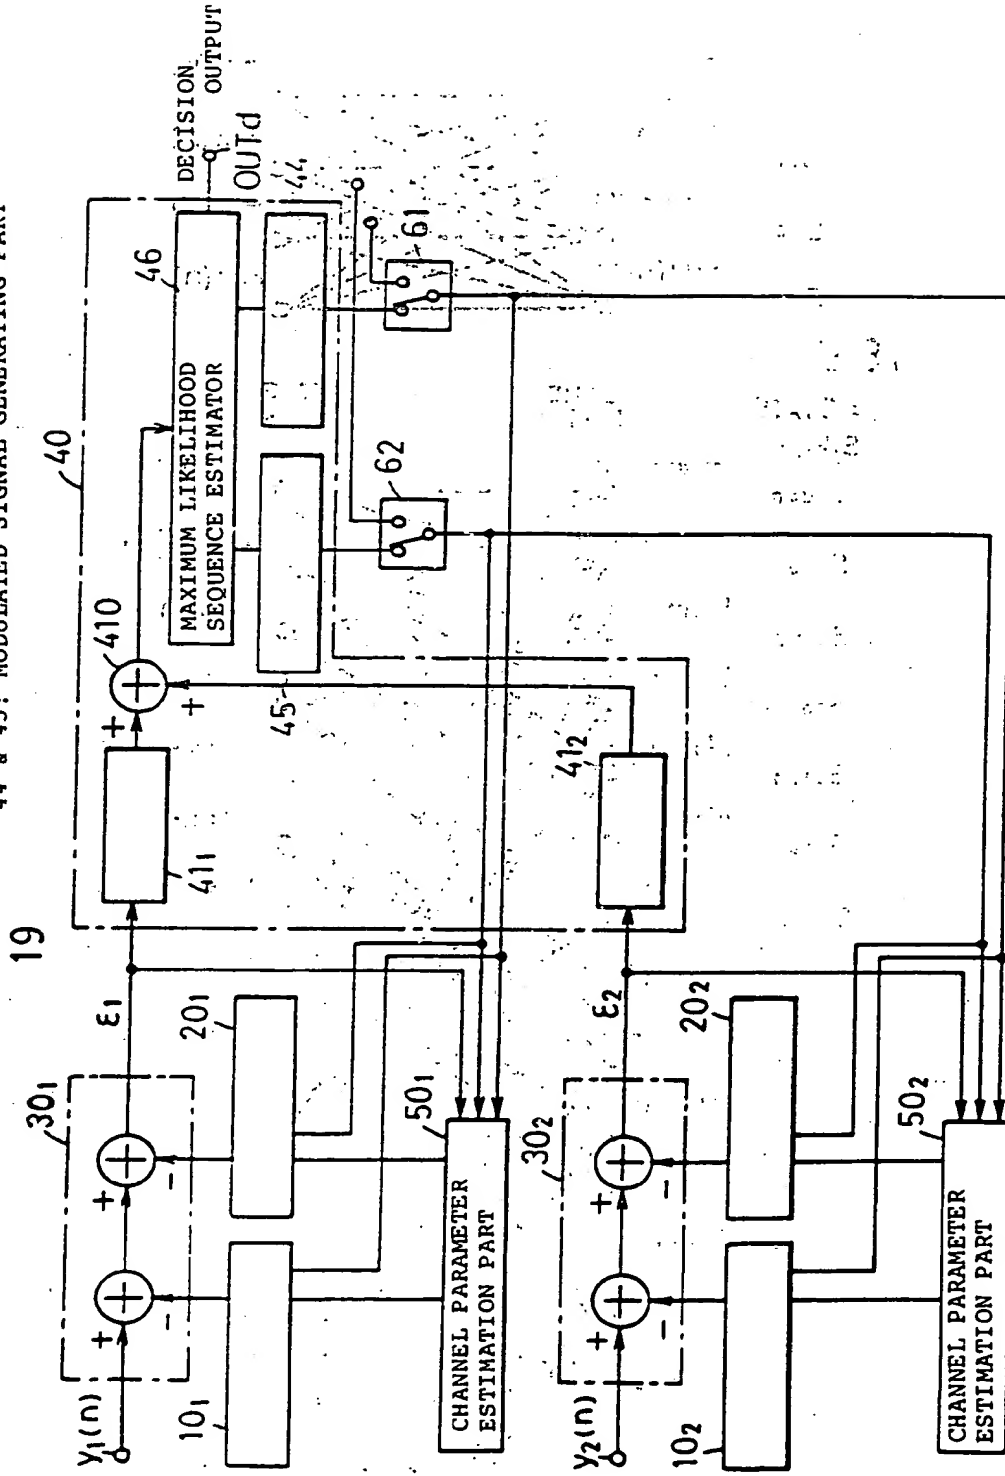 44 & 45: MODULATED SIGNAL GENERATING PART
19
40
DECISION
OUTPUT
OUTd
46
MAXIMUM LIKELIHOOD
SEQUENCE ESTIMATOR
44
45
61
62
410
+
+
41₁
41₂
ε₁
ε₂
30₁
+
-
+
-
20₁
10₁
50₁
CHANNEL PARAMETER
ESTIMATION PART
y₁(n)
30₂
+
-
+
-
20₂
10₂
50₂
CHANNEL PARAMETER
ESTIMATION PART
y₂(n)